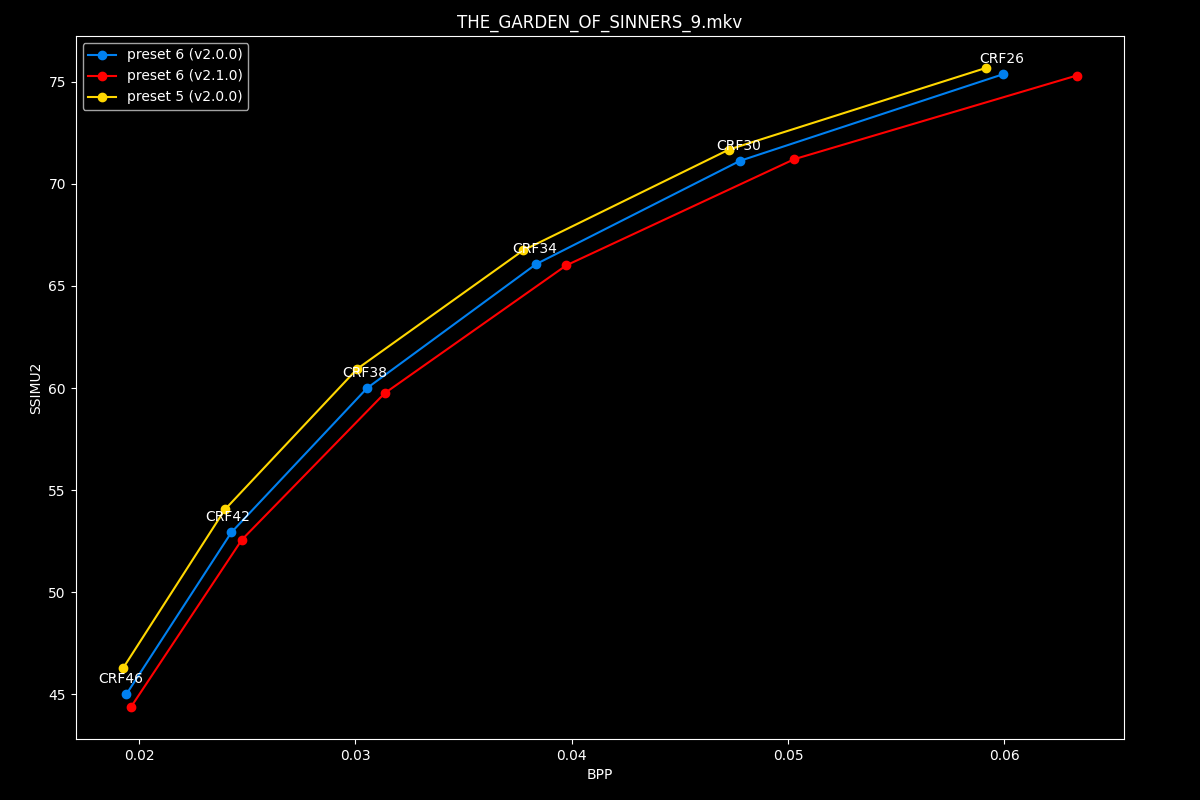 THE_GARDEN_OF_SINNERS_9.mkv
preset 6 (v2.0.0)
preset 6 (v2.1.0)
preset 5 (v2.0.0)
CRF26
CRF30
CRF34
CRF38
CRF42
CRF46
75
70
65
60
55
50
45
SSIMU2
0.02 0.03 0.04 0.05 0.06
BPP